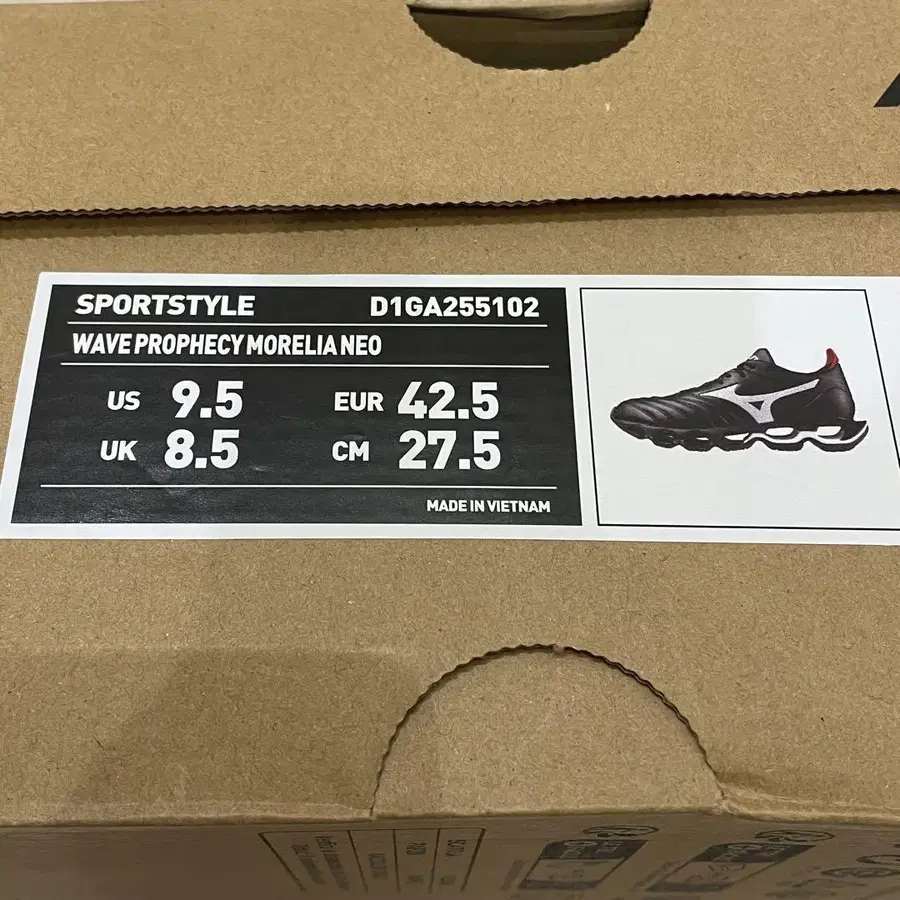 SPORTSTYLE D1GA255102
WAVE PROPHECY MORELIA NEO
US 9.5 EUR 42.5
UK 8.5 CM 27.5
MADE IN VIETNAM